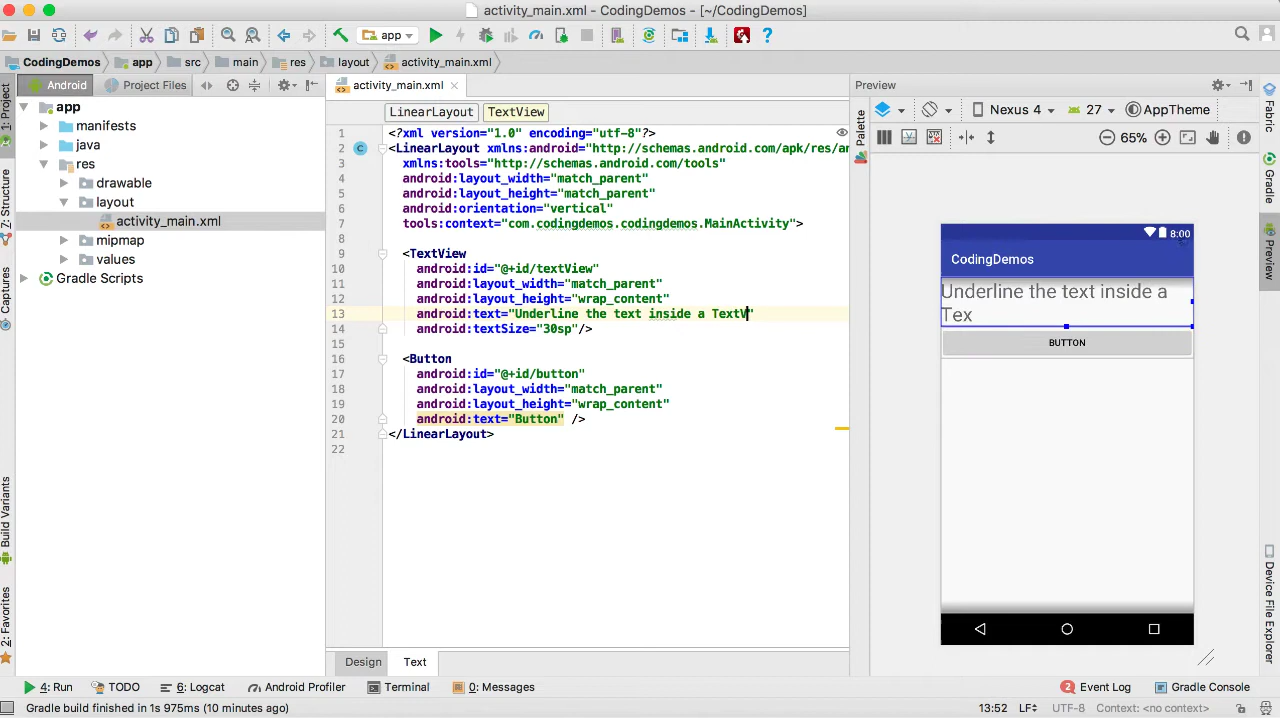 activity_main.xml - CodingDemos - [~/CodingDemos]
app
CodingDemos
app
src
main
res
layout
activity_main.xml
1: Project
Z: Structure
Captures
Build Variants
2: Favorites
Android
Project Files
app
manifests
java
res
drawable
layout
activity_main.xml
mipmap
values
Gradle Scripts
activity_main.xml
LinearLayout
TextView
1 <?xml version="1.0" encoding="utf-8"?>
2 <LinearLayout xmlns:android="http://schemas.android.com/apk/res/an
3 xmlns:tools="http://schemas.android.com/tools"
4 android:layout_width="match_parent"
5 android:layout_height="match_parent"
6 android:orientation="vertical"
7 tools:context="com.codingdemos.codingdemos.MainActivity">
8
9 <TextView
10 android:id="@+id/textView"
11 android:layout_width="match_parent"
12 android:layout_height="wrap_content"
13 android:text="Underline the text inside a TextV"
14 android:textSize="30sp"/>
15
16 <Button
17 android:id="@+id/button"
18 android:layout_width="match_parent"
19 android:layout_height="wrap_content"
20 android:text="Button" />
21 </LinearLayout>
22
Design
Text
Preview
Palette
Nexus 4
27
AppTheme
65%
8:00
CodingDemos
Underline the text inside a
Tex
BUTTON
Fabric
Gradle
Preview
Device File Explorer
4: Run
TODO
6: Logcat
Android Profiler
Terminal
0: Messages
2 Event Log
Gradle Console
Gradle build finished in 1s 975ms (10 minutes ago)
13:52
LF
UTF-8
Context: <no context>